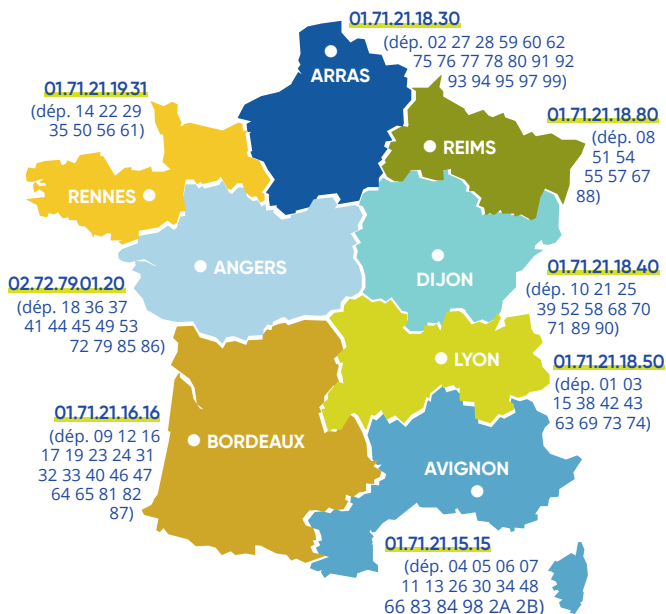 01.71.21.18.30
(dép. 02 27 28 59 60 62
75 76 77 78 80 91 92
93 94 95 97 99)
ARRAS
01.71.21.19.31
(dép. 14 22 29
35 50 56 61)
RENNES
01.71.21.18.80
(dép. 08
51 54
55 57 67
88)
REIMS
ANGERS
02.72.79.01.20
(dép. 18 36 37
41 44 45 49 53
72 79 85 86)
DIJON
01.71.21.18.40
(dép. 10 21 25
39 52 58 68 70
71 89 90)
LYON
01.71.21.18.50
(dép. 01 03
15 38 42 43
63 69 73 74)
01.71.21.16.16
(dép. 09 12 16
17 19 23 24 31
32 33 40 46 47
64 65 81 82
87)
BORDEAUX
AVIGNON
01.71.21.15.15
(dép. 04 05 06 07
11 13 26 30 34 48
66 83 84 98 2A 2B)